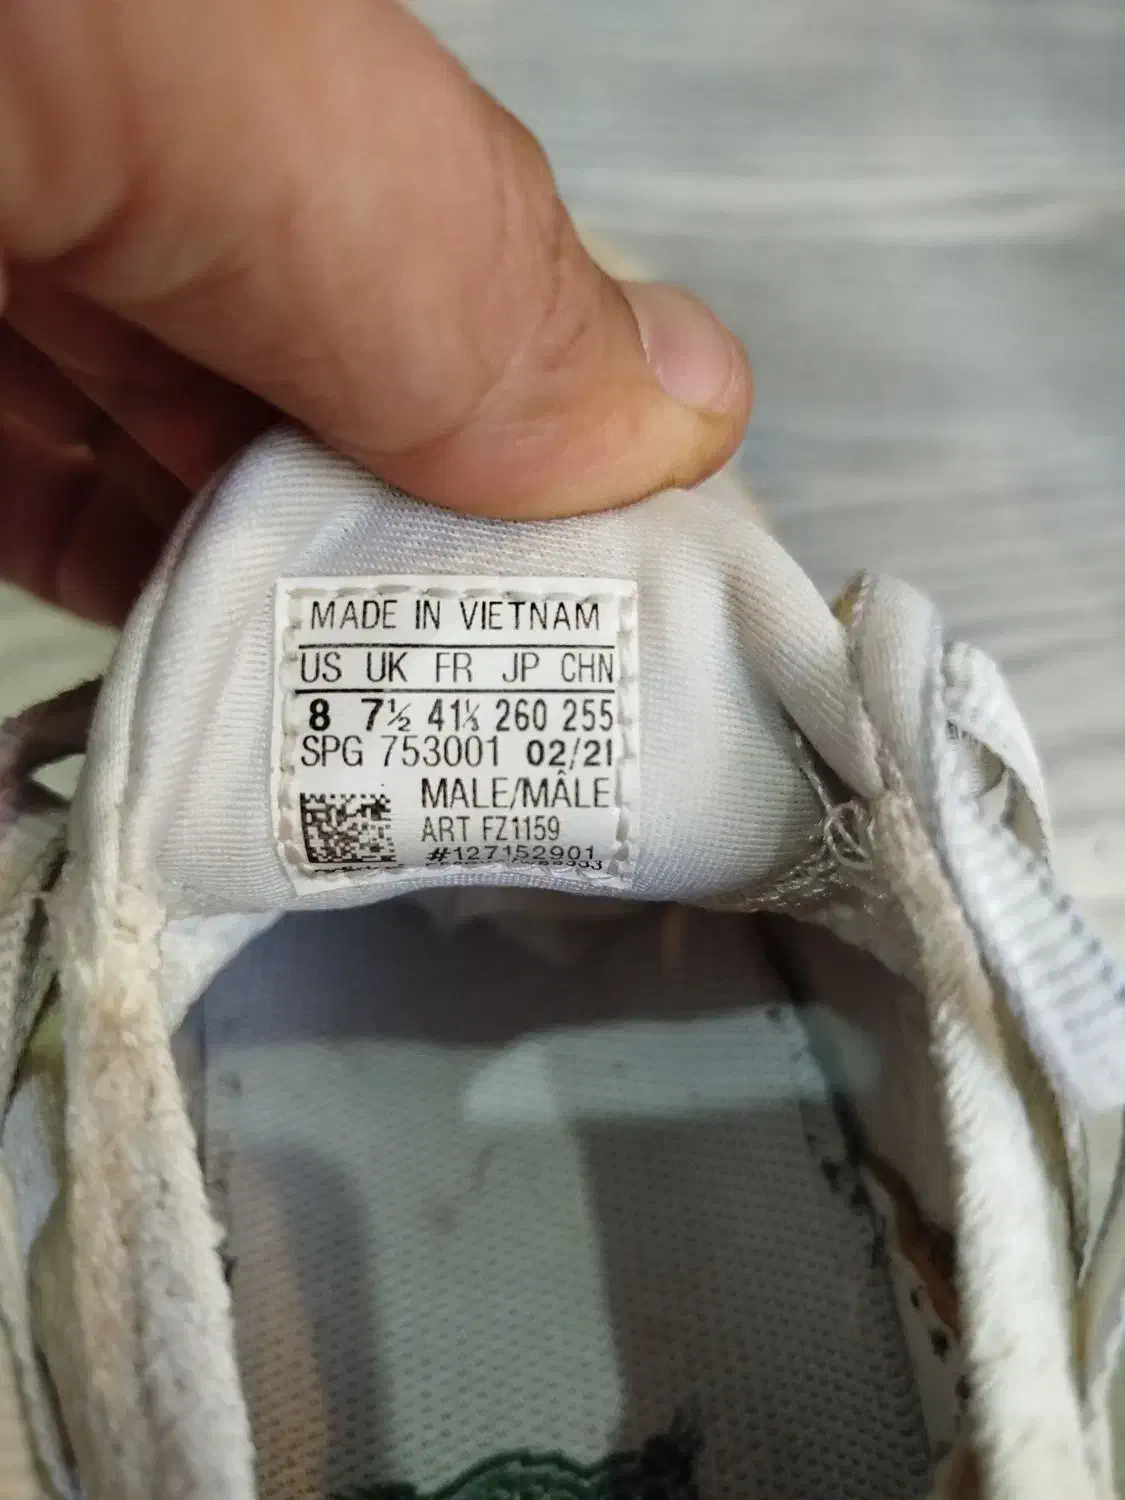 MADE IN VIETNAM
US UK FR JP CHN
8 7½ 41⅓ 260 255
SPG 753001 02/21
MALE/MÂLE
ART FZ1159
#127152901